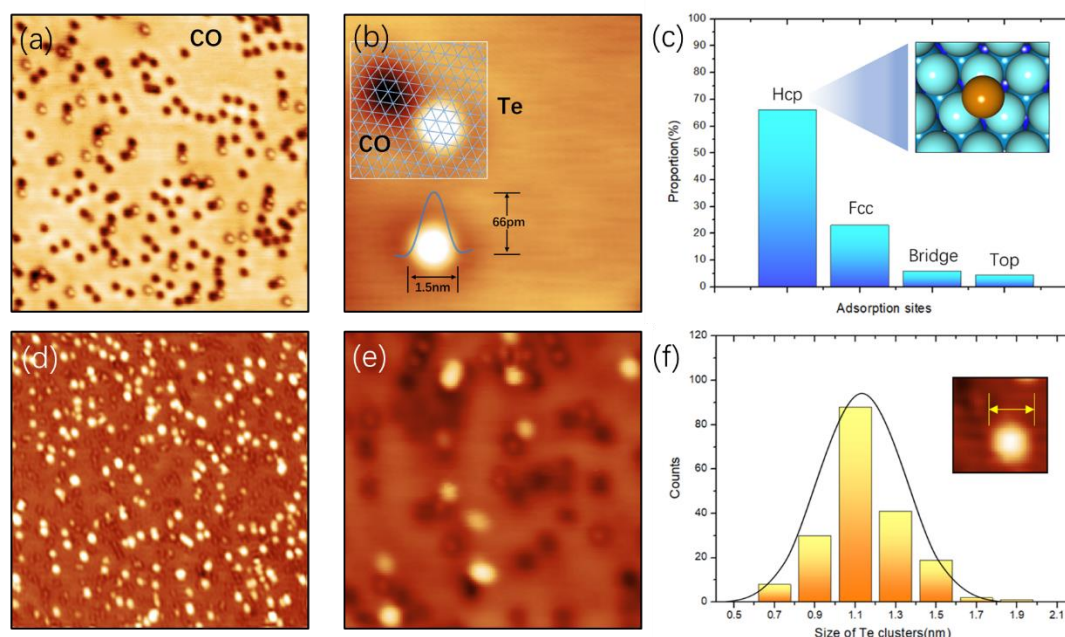 (a)
CO
(b)
Te
CO
66pm
1.5nm
(c)
Proportion(%)
100
90
80
70
60
50
40
30
20
10
0
Hcp
Fcc
Bridge
Top
Adsorption sites
(d)
(e)
(f)
Counts
120
100
80
60
40
20
0
0.5 0.7 0.9 1.1 1.3 1.5 1.7 1.9 2.1
Size of Te clusters(nm)